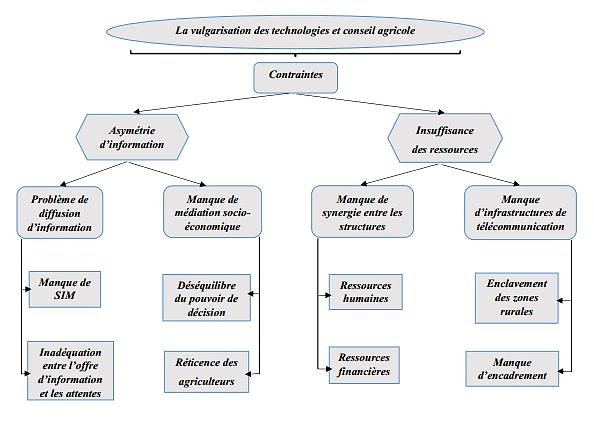 La vulgarisation des technologies et conseil agricole
Contraintes
Asymétrie
d'information
Insuffisance
des ressources
Problème de
diffusion
d'information
Manque de
médiation socio-
économique
Manque de
synergie entre les
structures
Manque
d'infrastructures de
télécommunication
Manque de
SIM
Déséquilibre
du pouvoir de
décision
Ressources
humaines
Enclavement
des zones
rurales
Inadéquation
entre l'offre
d'information
et les attentes
Réticence des
agriculteurs
Ressources
financières
Manque
d'encadrement